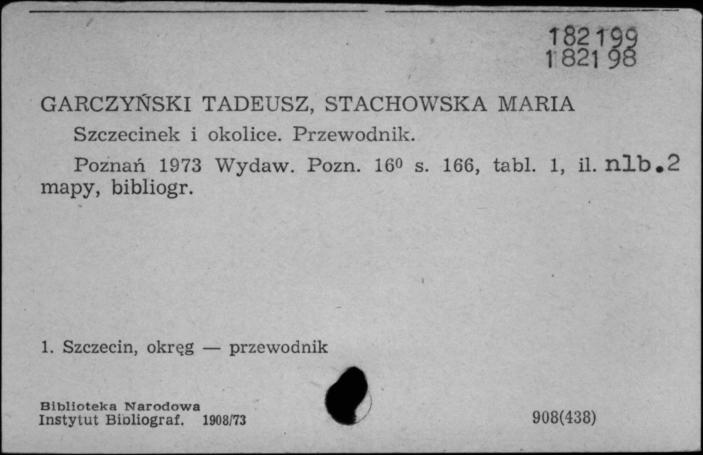 182199
182198
GARCZYŃSKI TADEUSZ, STACHOWSKA MARIA
Szczecinek i okolice. Przewodnik.
Poznań 1973 Wydaw. Pozn. 16⁰ s. 166, tabl. 1, il. nlb.2
mapy, bibliogr.
1. Szczecin, okręg — przewodnik
Biblioteka Narodowa
Instytut Bibliograf. 1908/73
908(438)